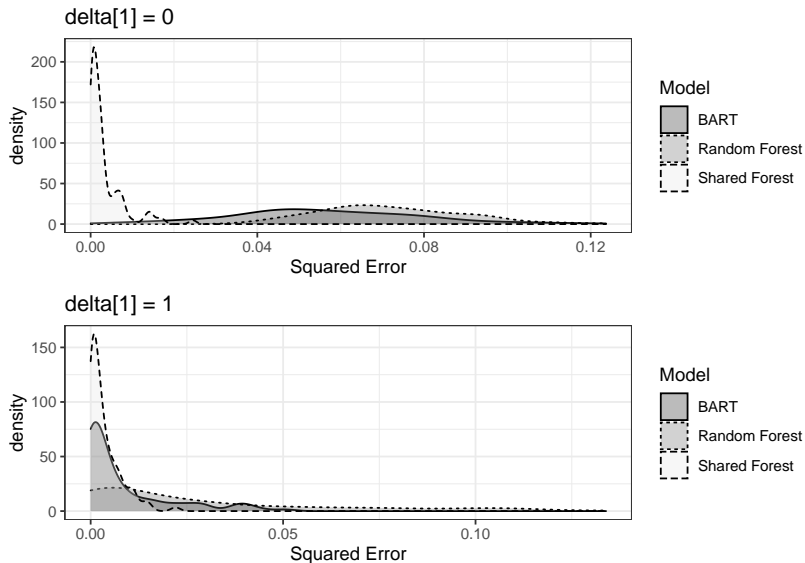 delta[1] = 0
density
200
150
100
50
0
0.00
0.04
0.08
0.12
Squared Error
Model
BART
Random Forest
Shared Forest
delta[1] = 1
density
150
100
50
0
0.00
0.05
0.10
Squared Error
Model
BART
Random Forest
Shared Forest